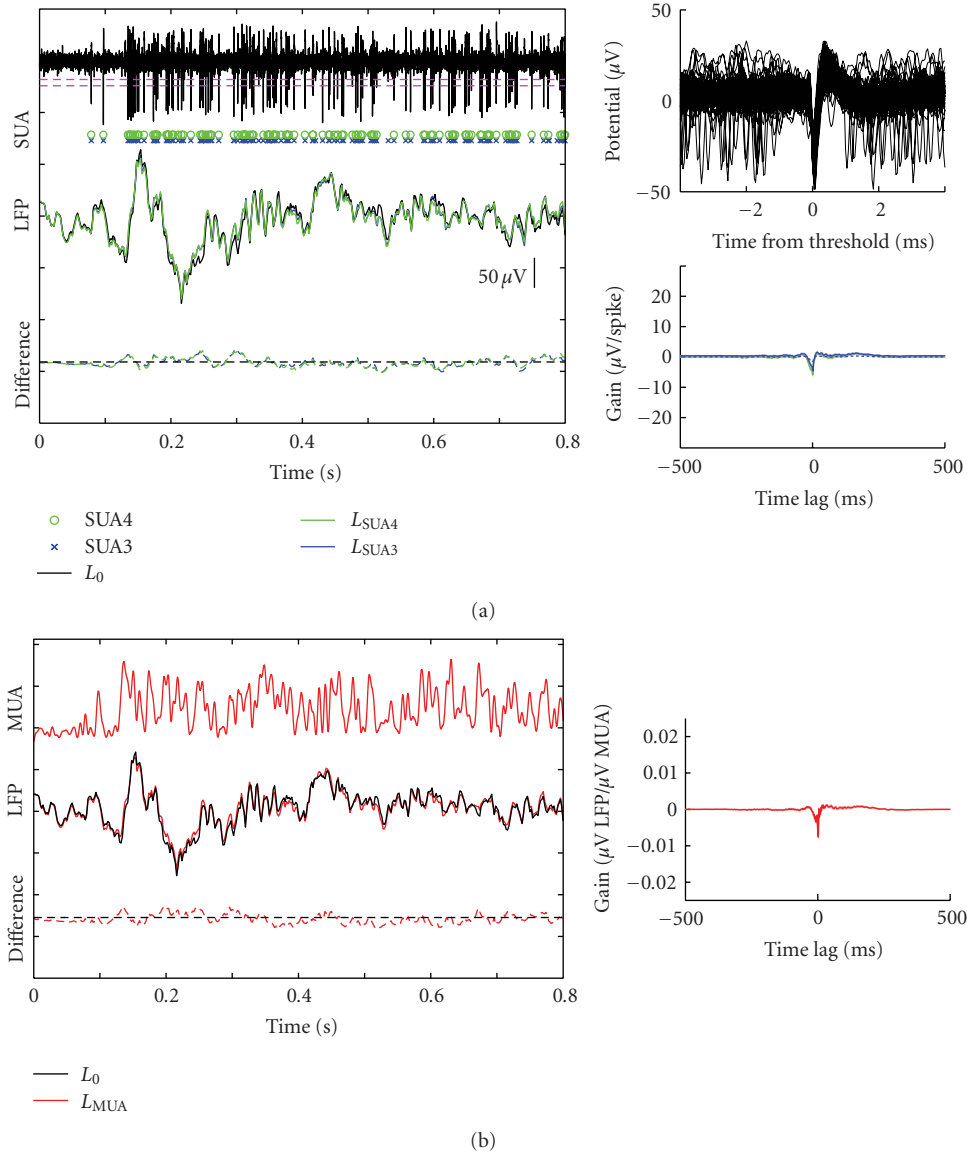 SUA
LFP
Difference
50 μV
0
0.2
0.4
0.6
0.8
Time (s)
50
0
−50
Potential (μV)
−2
0
2
Time from threshold (ms)
20
10
0
−10
−20
Gain (μV/spike)
−500
0
500
Time lag (ms)
SUA4
SUA3
L0
LSUA4
LSUA3
(a)
MUA
LFP
Difference
0
0.2
0.4
0.6
0.8
Time (s)
0.02
0.01
0
−0.01
−0.02
Gain (μV LFP/μV MUA)
−500
0
500
Time lag (ms)
L0
LMUA
(b)